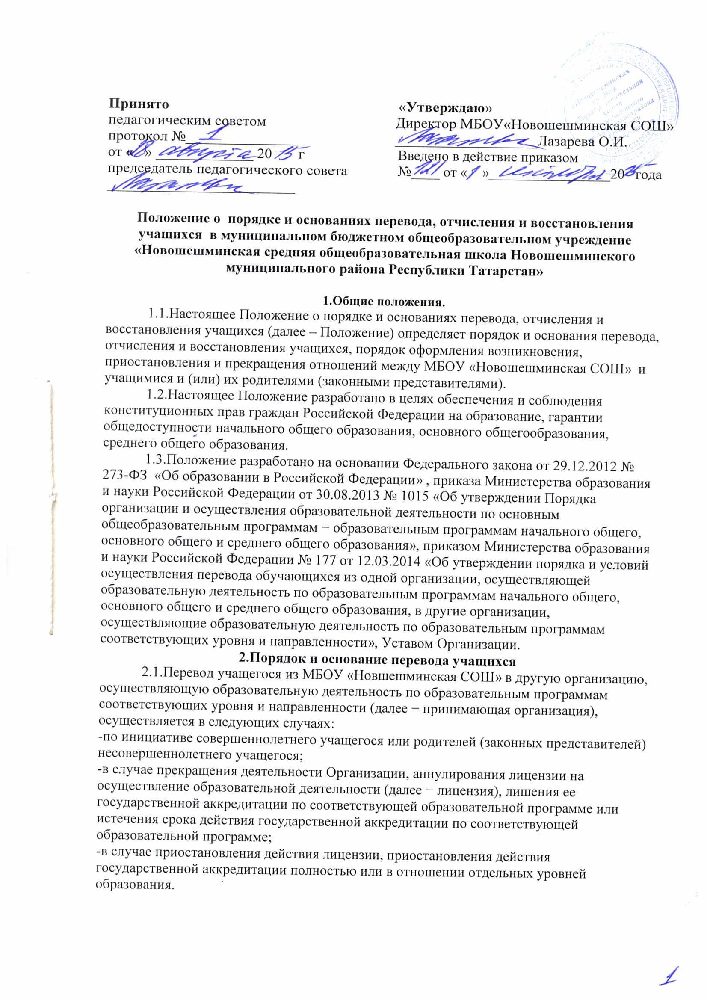 Принято
педагогическим советом
протокол № 1
от «28» августа 2015 г
председатель педагогического совета
«Утверждаю»
Директор МБОУ«Новошешминская СОШ»
Лазарева О.И.
Введено в действие приказом
№ 121 от «1 » сентября 2015 года
Положение о порядке и основаниях перевода, отчисления и восстановления
учащихся в муниципальном бюджетном общеобразовательном учреждение
«Новошешминская средняя общеобразовательная школа Новошешминского
муниципального района Республики Татарстан»
1.Общие положения.
1.1.Настоящее Положение о порядке и основаниях перевода, отчисления и
восстановления учащихся (далее – Положение) определяет порядок и основания перевода,
отчисления и восстановления учащихся, порядок оформления возникновения,
приостановления и прекращения отношений между МБОУ «Новошешминская СОШ» и
учащимися и (или) их родителями (законными представителями).
1.2.Настоящее Положение разработано в целях обеспечения и соблюдения
конституционных прав граждан Российской Федерации на образование, гарантии
общедоступности начального общего образования, основного общегообразования,
среднего общего образования.
1.3.Положение разработано на основании Федерального закона от 29.12.2012 №
273-ФЗ «Об образовании в Российской Федерации» , приказа Министерства образования
и науки Российской Федерации от 30.08.2013 № 1015 «Об утверждении Порядка
организации и осуществления образовательной деятельности по основным
общеобразовательным программам − образовательным программам начального общего,
основного общего и среднего общего образования», приказом Министерства образования
и науки Российской Федерации № 177 от 12.03.2014 «Об утверждении порядка и условий
осуществления перевода обучающихся из одной организации, осуществляющей
образовательную деятельность по образовательным программам начального общего,
основного общего и среднего общего образования, в другие организации,
осуществляющие образовательную деятельность по образовательным программам
соответствующих уровня и направленности», Уставом Организации.
2.Порядок и основание перевода учащихся
2.1.Перевод учащегося из МБОУ «Новшешминская СОШ» в другую организацию,
осуществляющую образовательную деятельность по образовательным программам
соответствующих уровня и направленности (далее − принимающая организация),
осуществляется в следующих случаях:
-по инициативе совершеннолетнего учащегося или родителей (законных представителей)
несовершеннолетнего учащегося;
-в случае прекращения деятельности Организации, аннулирования лицензии на
осуществление образовательной деятельности (далее − лицензия), лишения ее
государственной аккредитации по соответствующей образовательной программе или
истечения срока действия государственной аккредитации по соответствующей
образовательной программе;
-в случае приостановления действия лицензии, приостановления действия
государственной аккредитации полностью или в отношении отдельных уровней
образования.
1